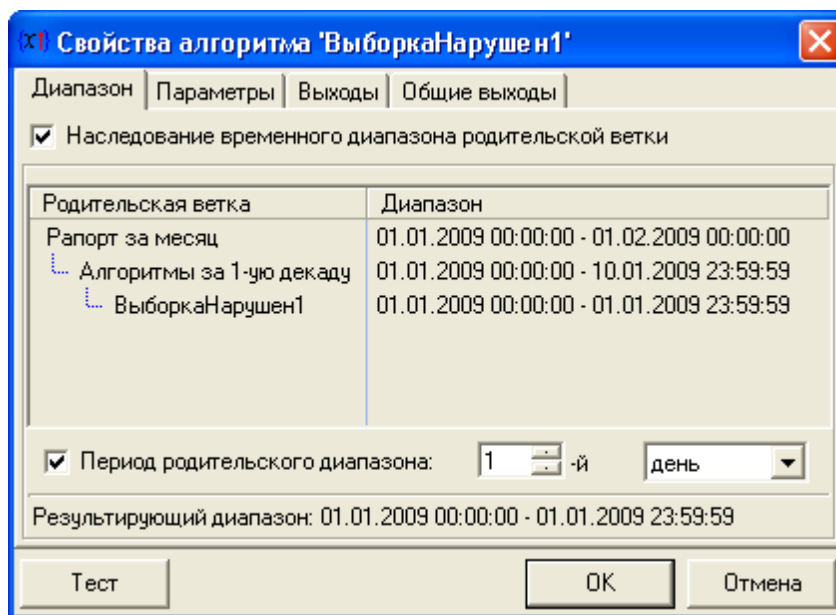 Свойства алгоритма 'ВыборкаНарушен1'
Диапазон Параметры Выходы Общие выходы
Наследование временного диапазона родительской ветки
Родительская ветка Диапазон
Рапорт за месяц 01.01.2009 00:00:00 - 01.02.2009 00:00:00
Алгоритмы за 1-ую декаду 01.01.2009 00:00:00 - 10.01.2009 23:59:59
ВыборкаНарушен1 01.01.2009 00:00:00 - 01.01.2009 23:59:59
Период родительского диапазона: 1 -й день
Результирующий диапазон: 01.01.2009 00:00:00 - 01.01.2009 23:59:59
Тест OK Отмена